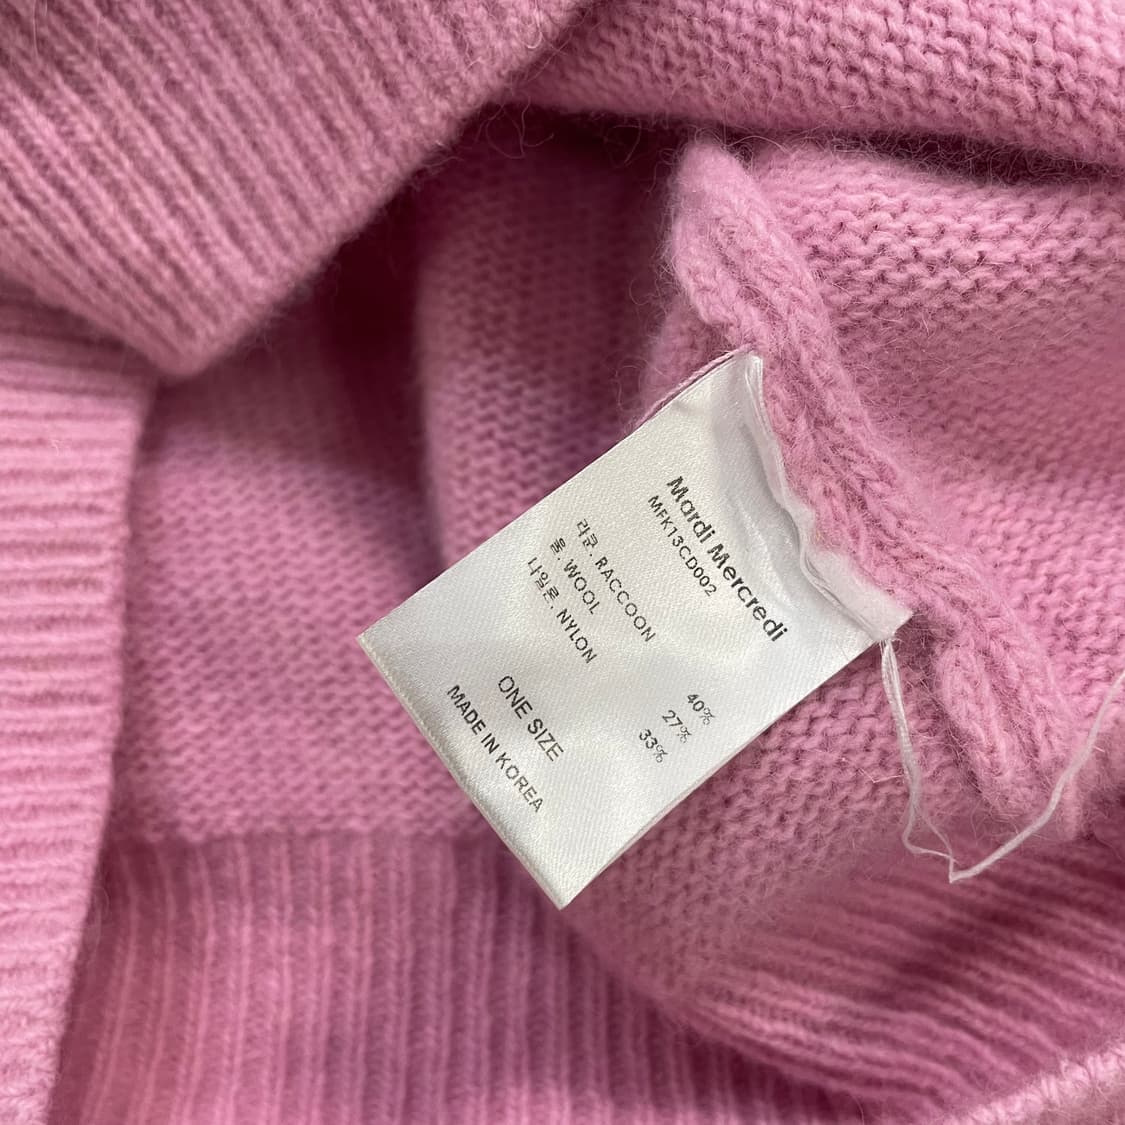 Mardi Mercredi
MFK13CD002
라쿤. RACCOON 40%
울. WOOL 27%
나일론. NYLON 33%
ONE SIZE
MADE IN KOREA